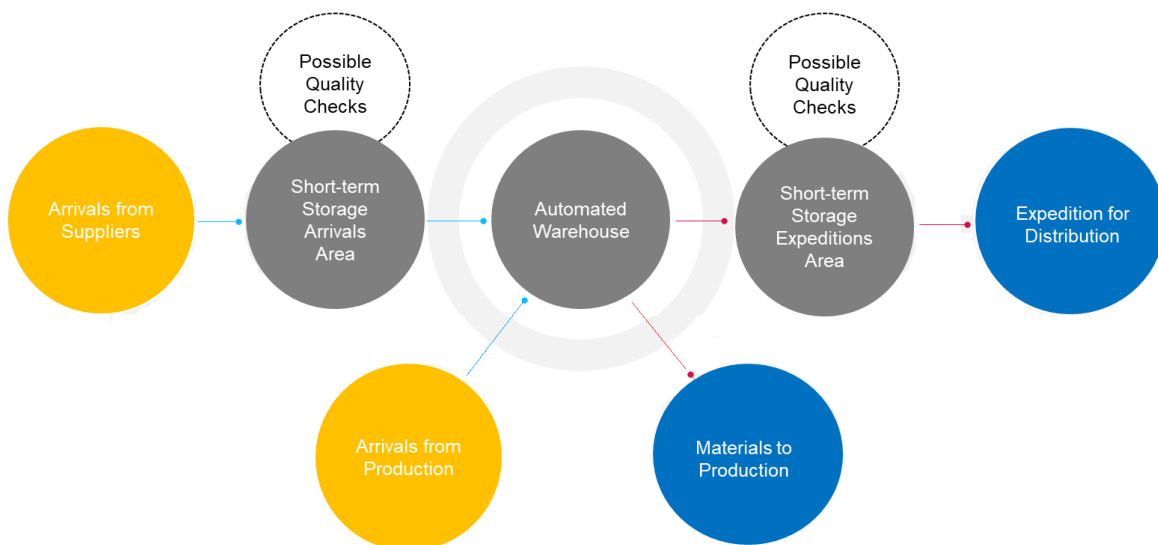 Possible
Quality
Checks
Possible
Quality
Checks
Arrivals from
Suppliers
Short-term
Storage
Arrivals
Area
Automated
Warehouse
Short-term
Storage
Expeditions
Area
Expedition for
Distribution
Arrivals from
Production
Materials to
Production